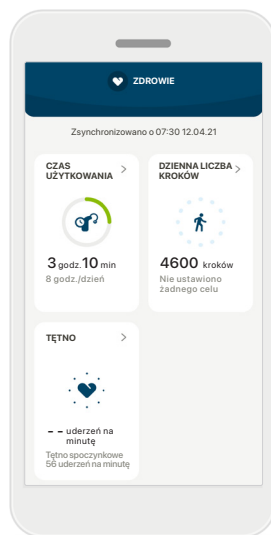 ZDROWIE
Zsynchronizowano o 07:30 12.04.21
CZAS
UŻYTKOWANIA
3 godz. 10 min
8 godz./dzień
DZIENNA LICZBA
KROKÓW
4600 kroków
Nie ustawiono
żadnego celu
TĘTNO
– – uderzeń na
minutę
Tętno spoczynkowe
56 uderzeń na minutę